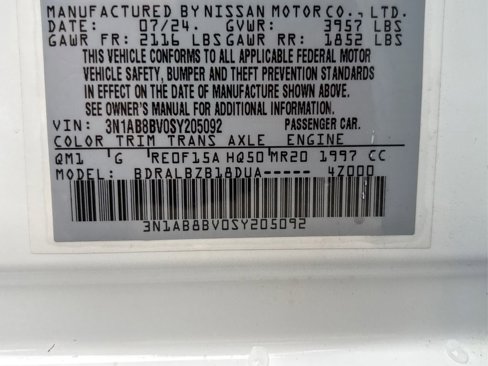 MANUFACTURED BY NISSAN MOTOR CO., LTD.
DATE: 07/24. GVWR: 3957 LBS
GAWR FR: 2116 LBS GAWR RR: 1852 LBS
THIS VEHICLE CONFORMS TO ALL APPLICABLE FEDERAL MOTOR
VEHICLE SAFETY, BUMPER AND THEFT PREVENTION STANDARDS
IN EFFECT ON THE DATE OF MANUFACTURE SHOWN ABOVE.
SEE OWNER'S MANUAL FOR ADDITIONAL INFORMATION.
VIN: 3N1AB8BV0SY205092 PASSENGER CAR.
COLOR TRIM TRANS AXLE ENGINE
QM1 G RE0F15A HQ50 MR20 1997 CC
MODEL: BDRALBZB18DUA----- 4Z000
3N1AB8BV0SY205092